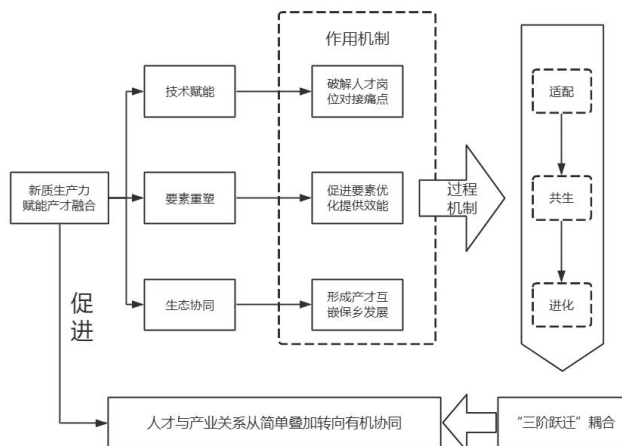 作用机制
技术赋能
破解人才岗
位对接痛点
适配
新质生产力
赋能产才融合
要素重塑
促进要素优
化提供效能
过程
机制
共生
生态协同
形成产才互
嵌保乡发展
进化
促
进
人才与产业关系从简单叠加转向有机协同
“三阶跃迁”耦合